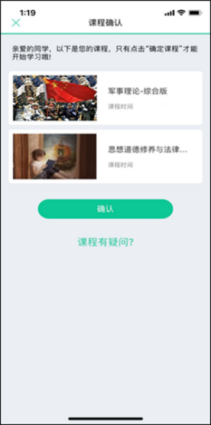 1:19
课程确认
亲爱的同学，以下是您的课程，只有点击“确定课程”才能
开始学习哦!
军事理论-综合版
课程时间
思想道德修养与法律...
课程时间
确认
课程有疑问?